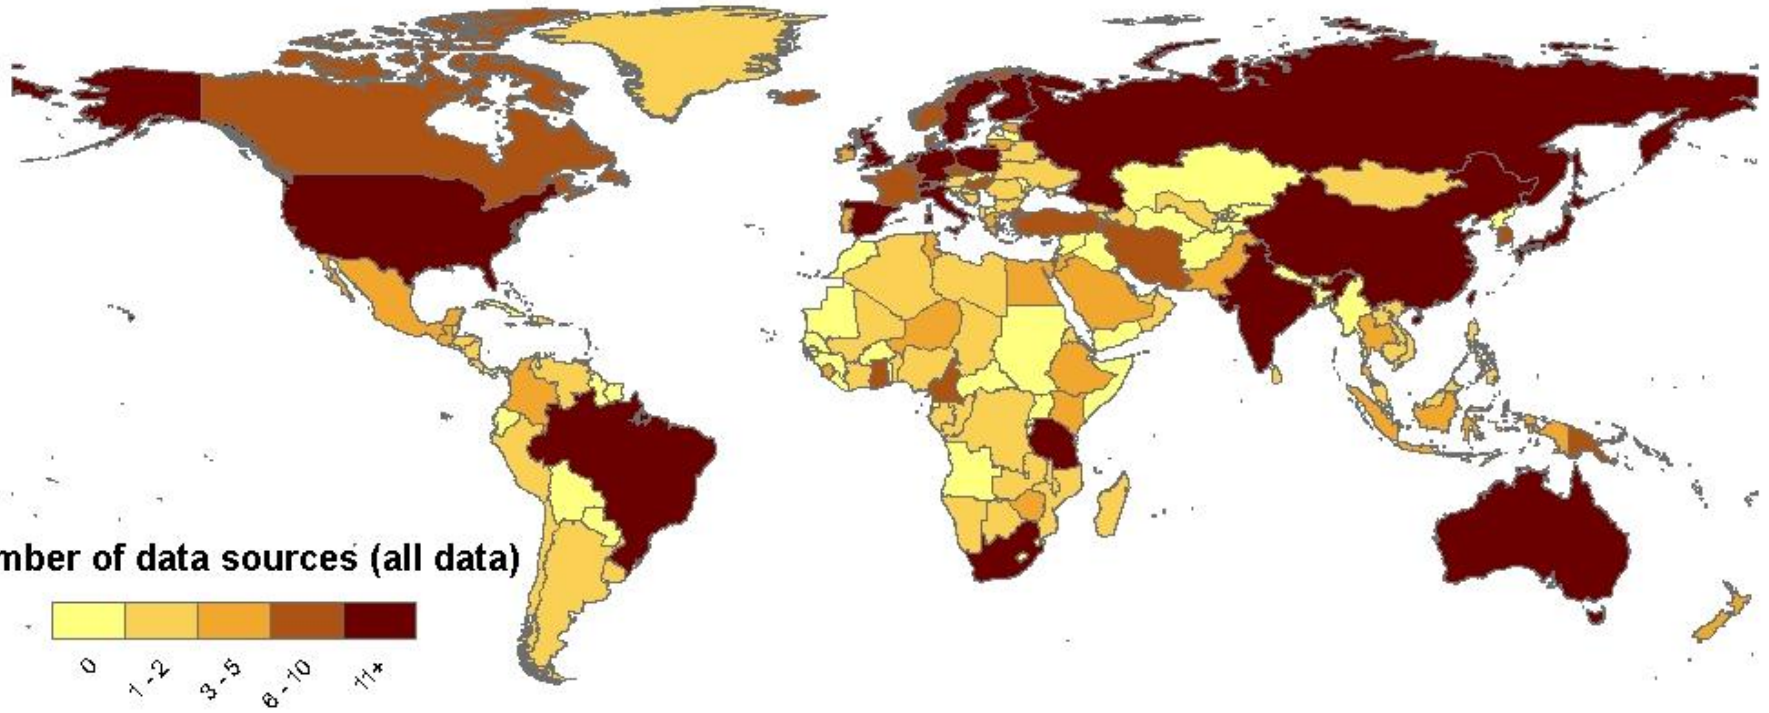 mber of data sources (all data)
0
1 - 2
3 - 5
6 - 10
11+